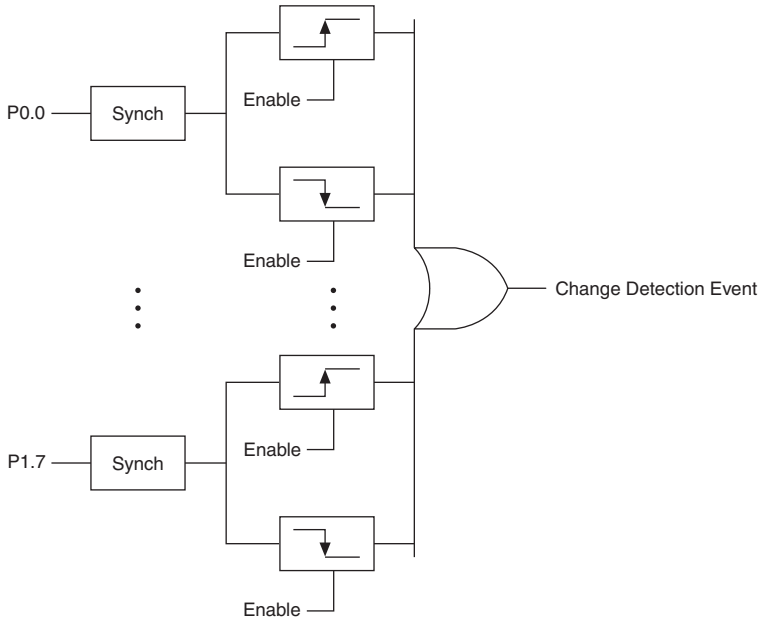 Enable
P0.0
Synch
Enable
Change Detection Event
Enable
P1.7
Synch
Enable